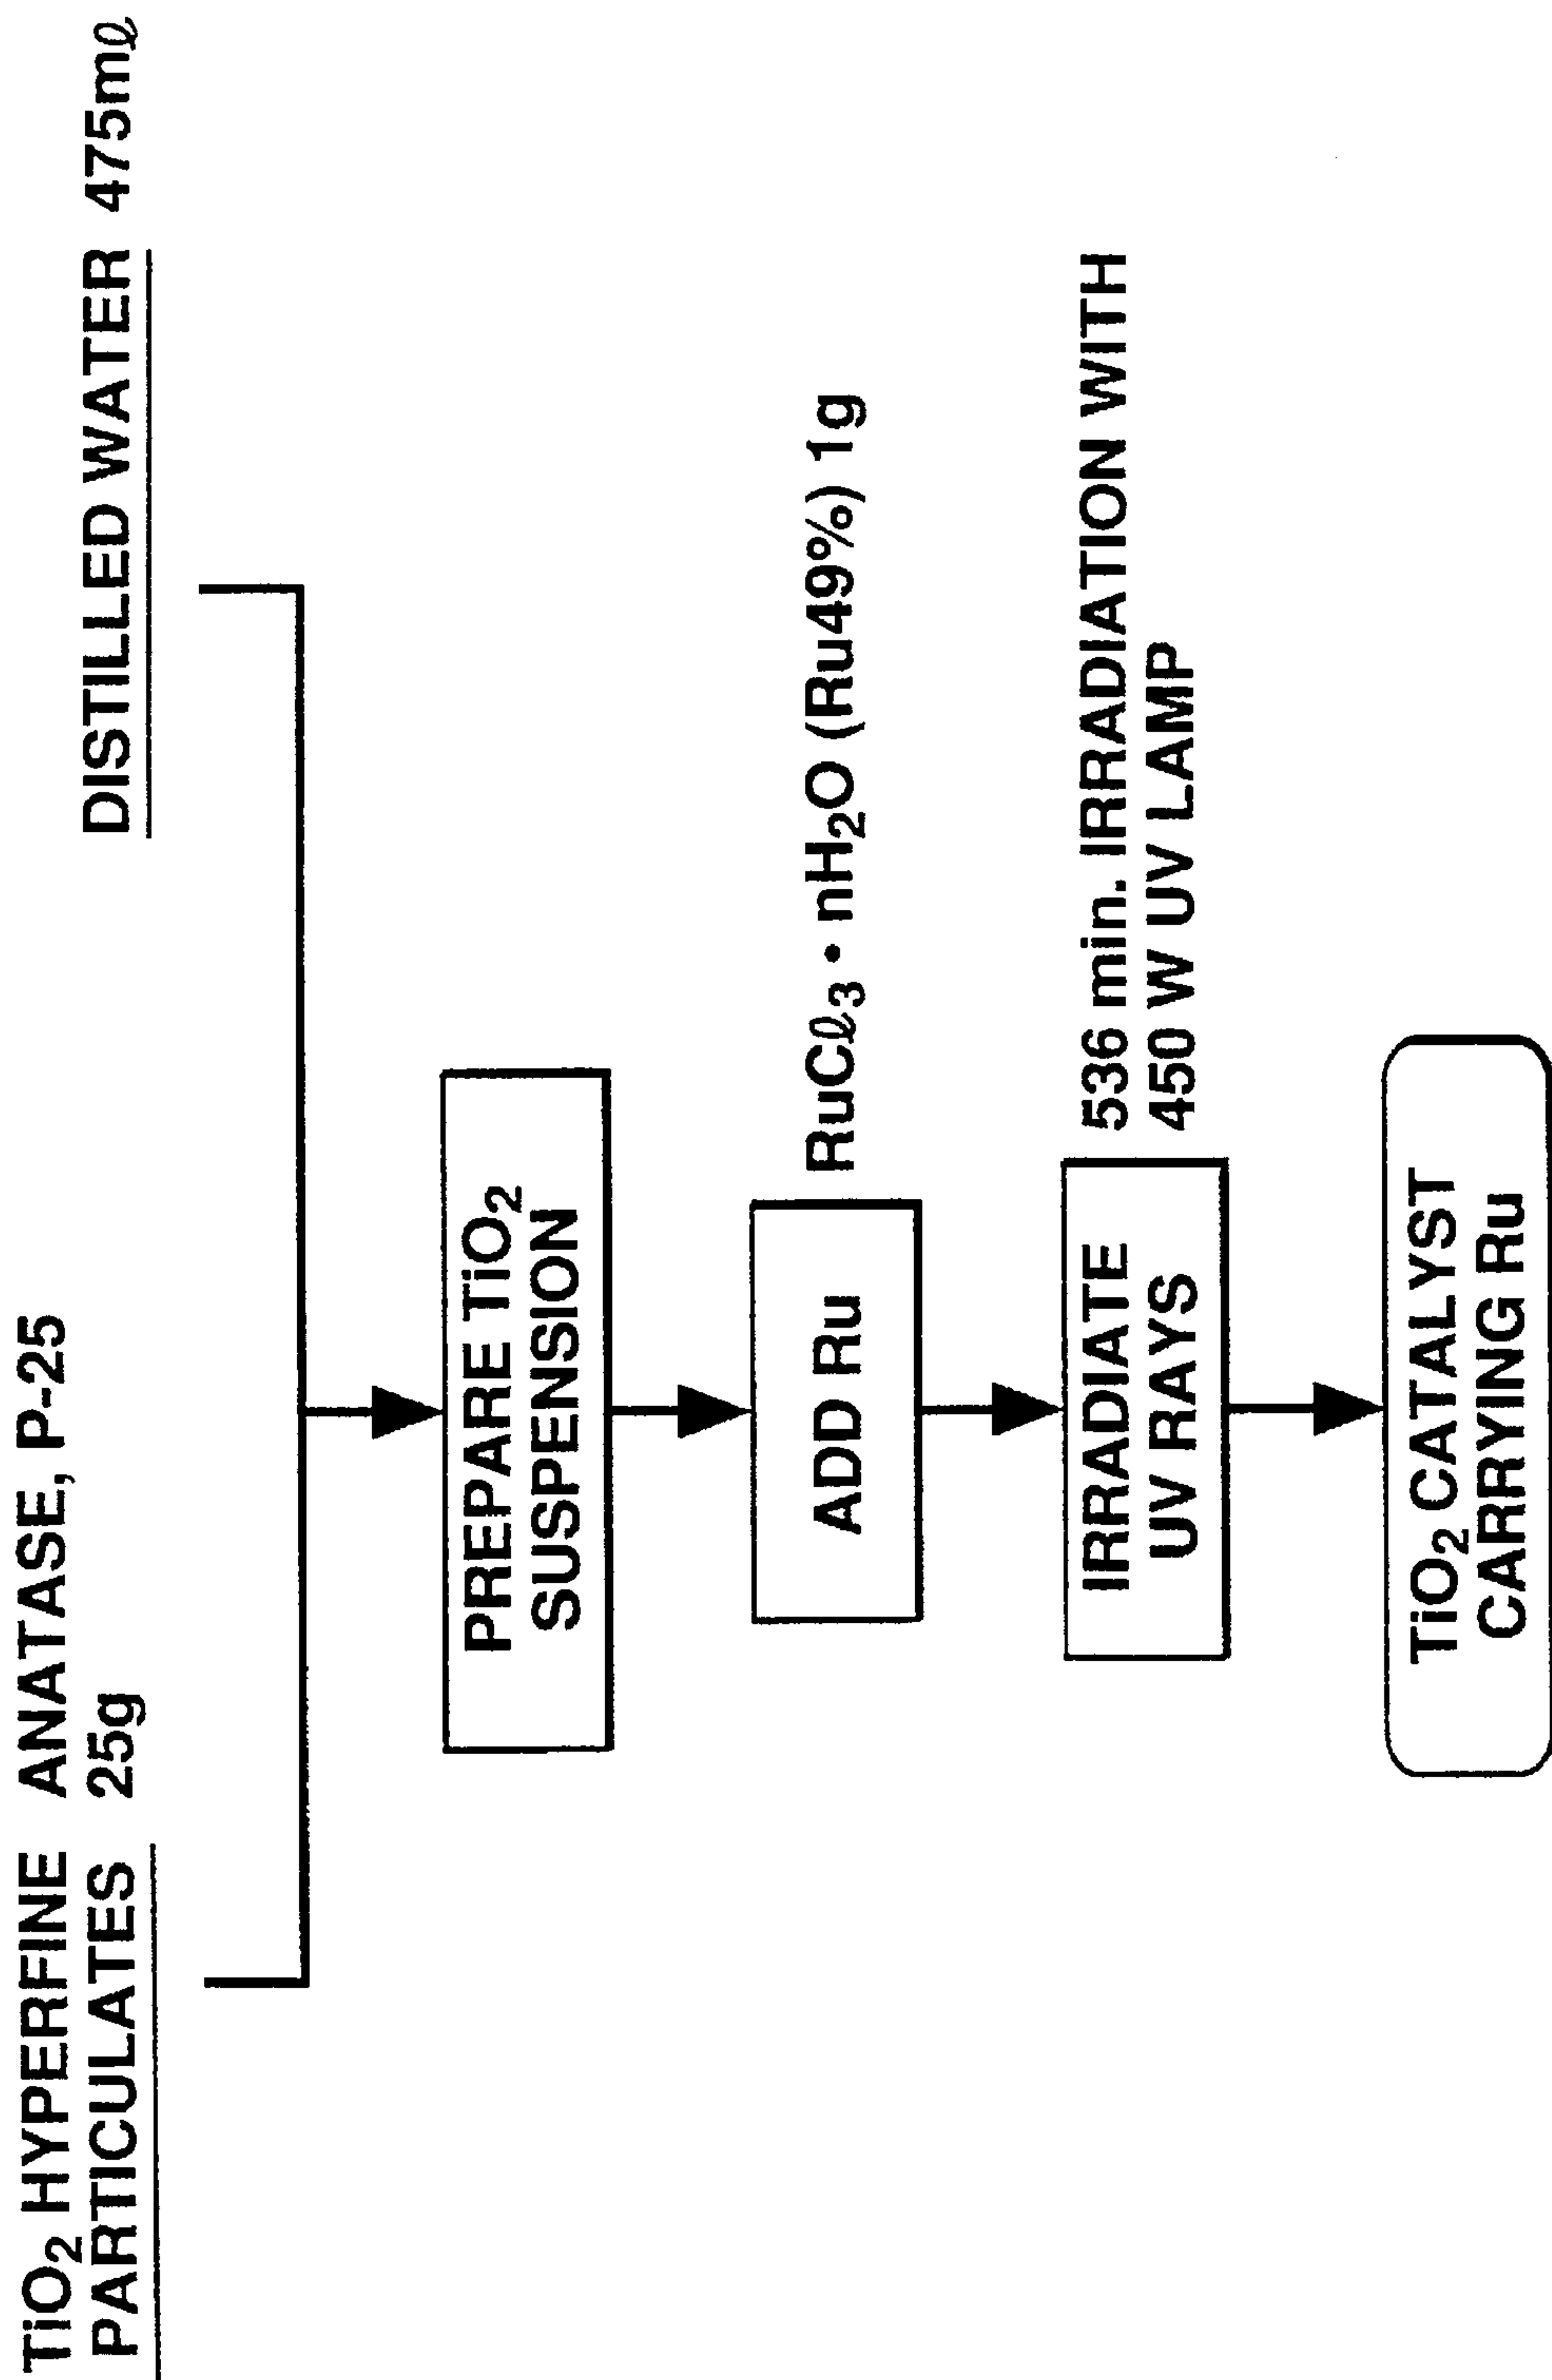 TiO₂ HYPERFINE ANATASE, P-25
PARTICULATES 25g
DISTILLED WATER 475mℓ
PREPARE TiO₂
SUSPENSION
ADD Ru
RuCℓ₃ • nH₂O (Ru49%) 1g
IRRADIATE
UV RAYS
536 min. IRRADIATION WITH
450 W UV LAMP
TiO₂ CATALYST
CARRYING Ru